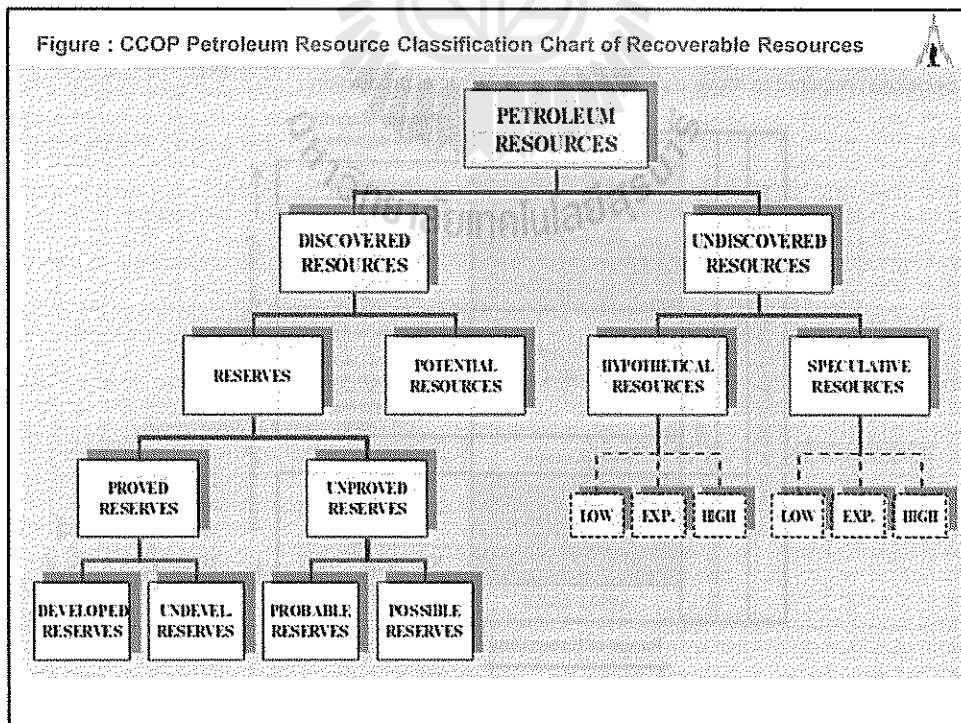 Figure : CCOP Petroleum Resource Classification Chart of Recoverable Resources
PETROLEUM
RESOURCES
DISCOVERED
RESOURCES
UNDISCOVERED
RESOURCES
RESERVES
POTENTIAL
RESOURCES
HYPOTHETICAL
RESOURCES
SPECULATIVE
RESOURCES
PROVED
RESERVES
UNPROVED
RESERVES
LOW
EXP.
HIGH
LOW
EXP.
HIGH
DEVELOPED
RESERVES
UNDEVEL.
RESERVES
PROBABLE
RESERVES
POSSIBLE
RESERVES